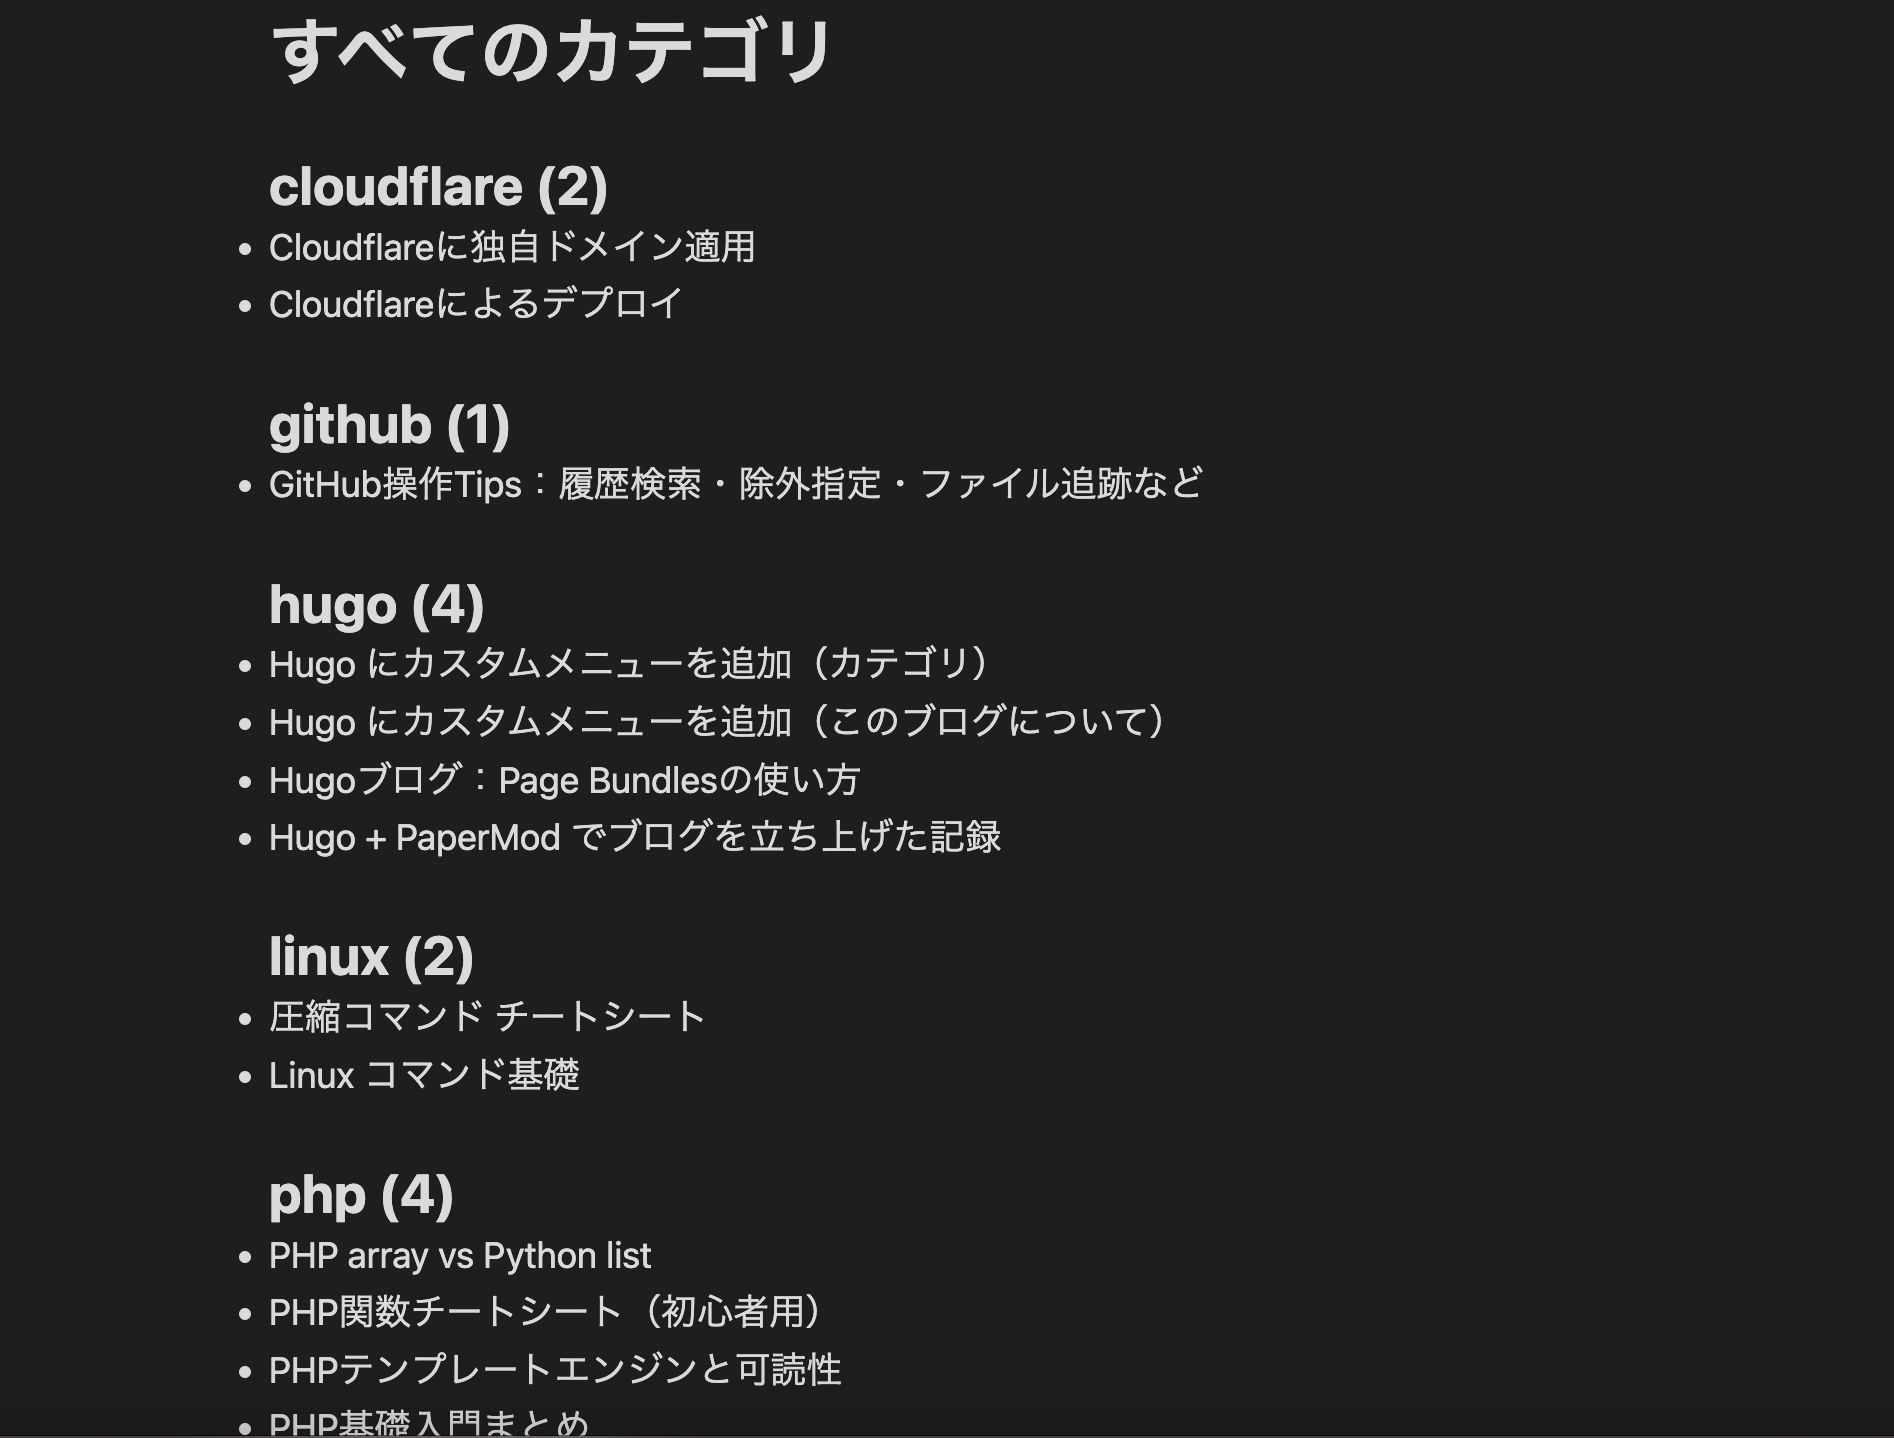 すべてのカテゴリ
cloudflare (2)
• Cloudflareに独自ドメイン適用
• Cloudflareによるデプロイ
github (1)
• GitHub操作Tips：履歴検索・除外指定・ファイル追跡など
hugo (4)
• Hugo にカスタムメニューを追加（カテゴリ）
• Hugo にカスタムメニューを追加（このブログについて）
• Hugoブログ：Page Bundlesの使い方
• Hugo + PaperMod でブログを立ち上げた記録
linux (2)
• 圧縮コマンド チートシート
• Linux コマンド基礎
php (4)
• PHP array vs Python list
• PHP関数チートシート（初心者用）
• PHPテンプレートエンジンと可読性
• PHP基礎入門まとめ